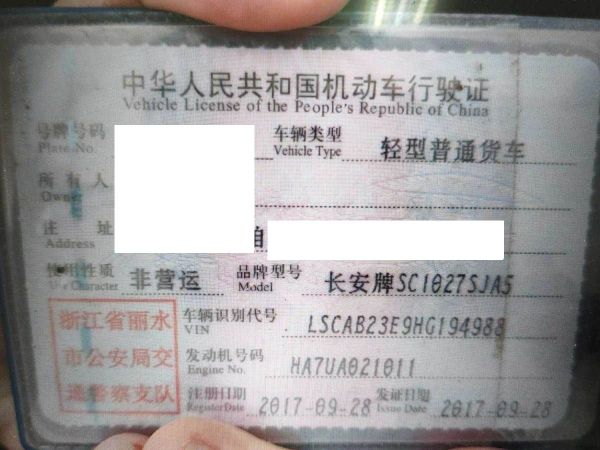 中华人民共和国机动车行驶证
Vehicle License of the People's Republic of China
号牌号码 车辆类型 轻型普通货车
Plate No. Vehicle Type
所有人
Owner
住址
Address
使用性质 非营运 品牌型号 长安牌SC1027SJA5
Use Character Model
浙江省丽水
市公安局交
通警察支队
车辆识别代号 LSCAB23E9HG194988
VIN
发动机号码 HA7UA021011
Engine No.
注册日期 2017-09-28 发证日期 2017-09-28
Register Date Issue Date